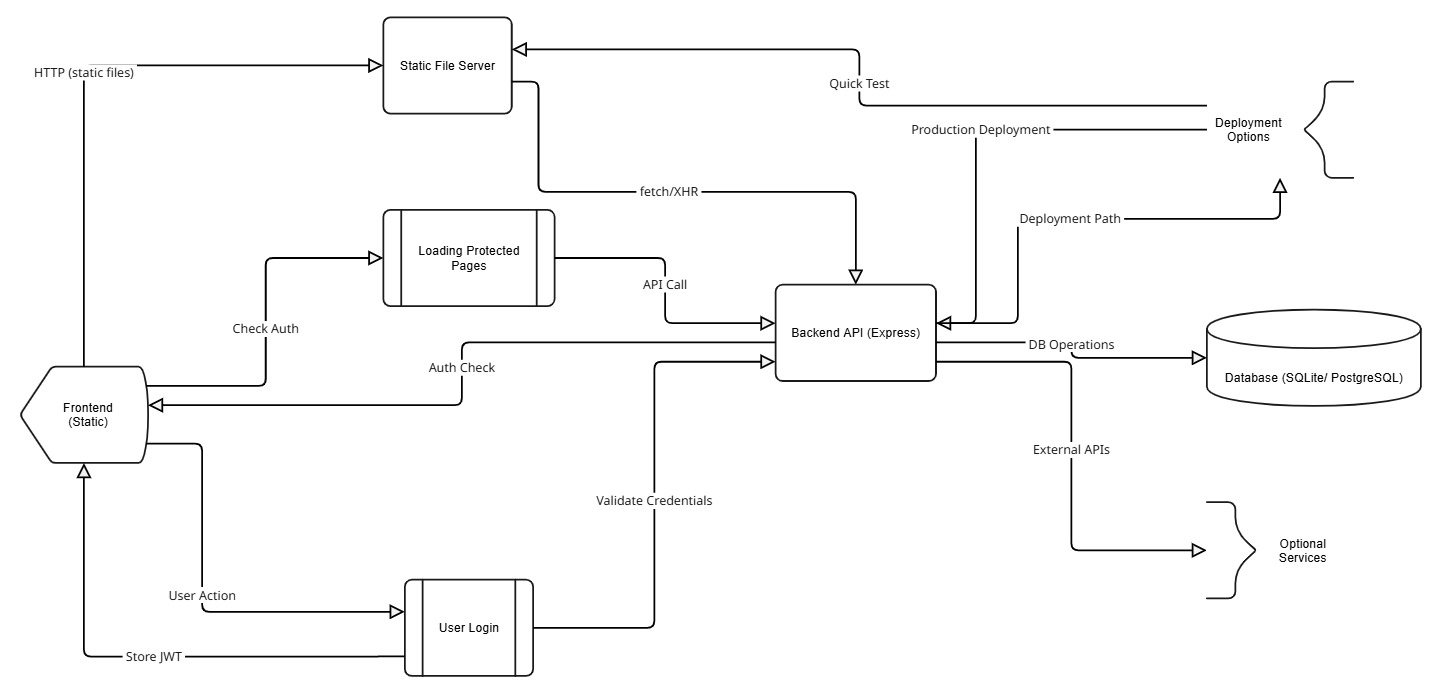 Static File Server
HTTP (static files)
Quick Test
Deployment
Options
Production Deployment
fetch/XHR
Deployment Path
Loading Protected
Pages
API Call
Check Auth
Backend API (Express)
DB Operations
Auth Check
Database (SQLite/ PostgreSQL)
Frontend
(Static)
External APIs
Validate Credentials
Optional
Services
User Action
User Login
Store JWT